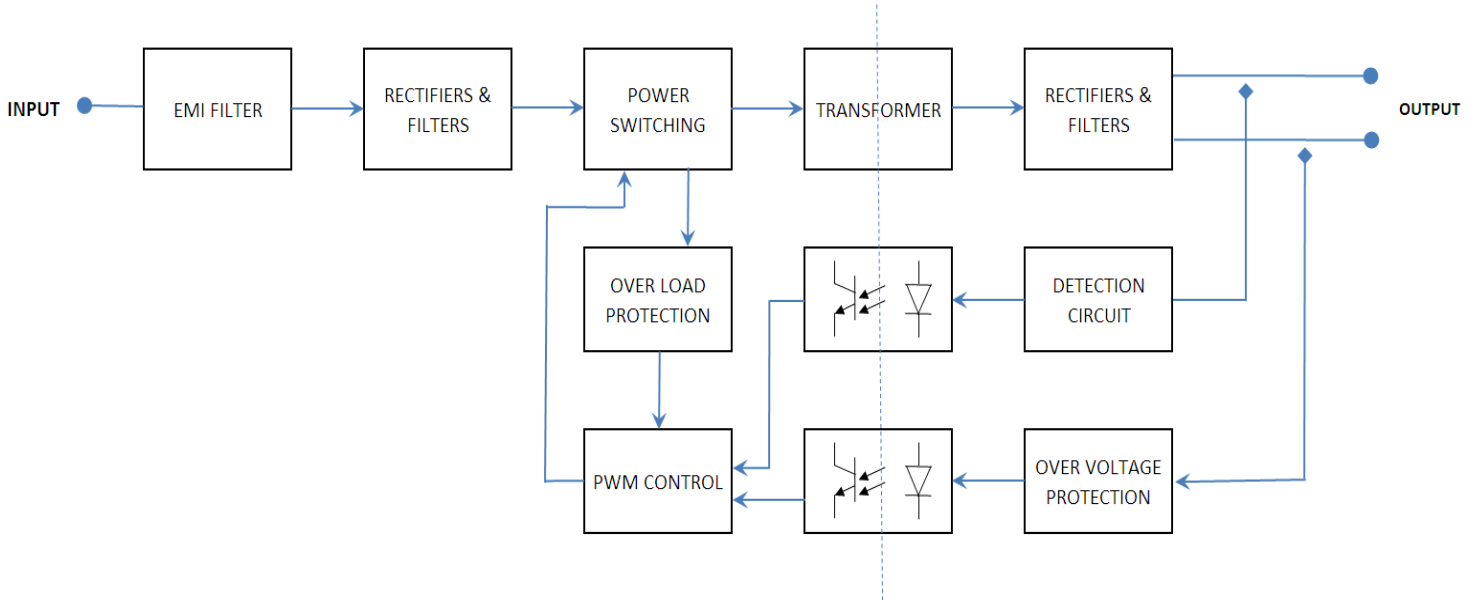 INPUT
EMI FILTER
RECTIFIERS &
FILTERS
POWER
SWITCHING
TRANSFORMER
RECTIFIERS &
FILTERS
OUTPUT
OVER LOAD
PROTECTION
DETECTION
CIRCUIT
PWM CONTROL
OVER VOLTAGE
PROTECTION